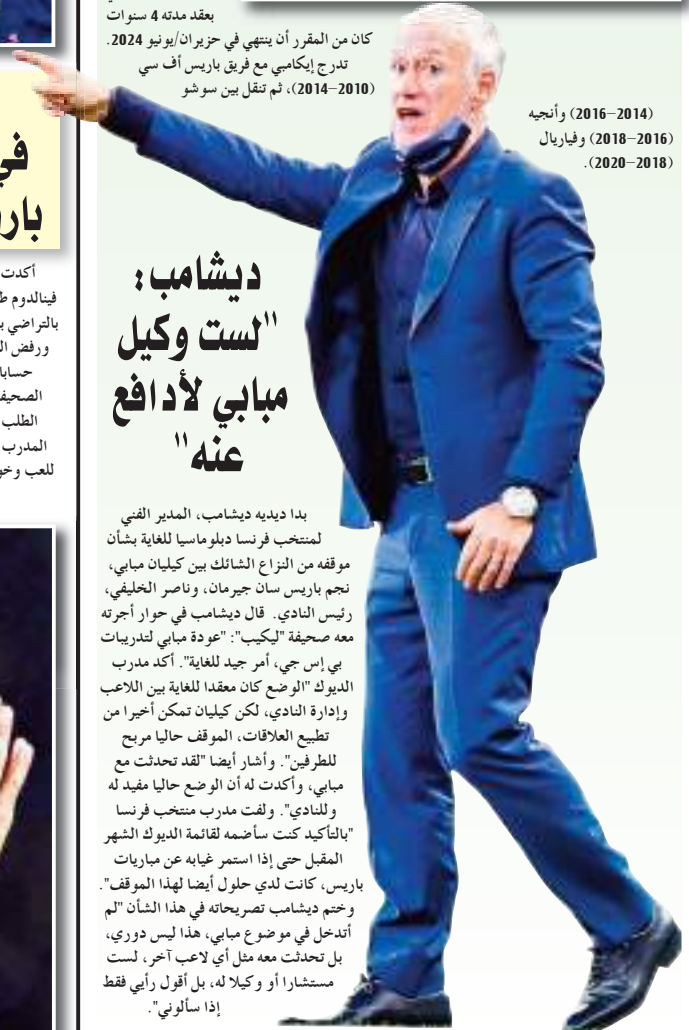 بعقد مدته 4 سنوات
كان من المقرر أن ينتهي في حزيران/يونيو 2024.
تدرج إيكامبي مع فريق باريس أف سي
(2010–2014)، ثم تنقل بين سوشو
(2014–2016) وأنجيه
(2016–2018) وفياريال
(2018–2020).
ديشامب:
"لست وكيل
مبابي لأدافع
عنه"
بدا ديديه ديشامب، المدير الفني
لمنتخب فرنسا دبلوماسيا للغاية بشأن
موقفه من النزاع الشائك بين كيليان مبابي،
نجم باريس سان جيرمان، وناصر الخليفي،
رئيس النادي. قال ديشامب في حوار أجرته
معه صحيفة "ليكيب": "عودة مبابي لتدريبات
بي إس جي، أمر جيد للغاية". أكد مدرب
الديوك "الوضع كان معقدا للغاية بين اللاعب
وإدارة النادي، لكن كيليان تمكن أخيرا من
تطبيع العلاقات، الموقف حاليا مربح
للطرفين". وأشار أيضا "لقد تحدثت مع
مبابي، وأكدت له أن الوضع حاليا مفيد له
وللنادي". ولفت مدرب منتخب فرنسا
"بالتأكيد كنت سأضمه لقائمة الديوك الشهر
المقبل حتى إذا استمر غيابه عن مباريات
باريس، كانت لدي حلول أيضا لهذا الموقف".
وختم ديشامب تصريحاته في هذا الشأن "لم
أتدخل في موضوع مبابي، هذا ليس دوري،
بل تحدثت معه مثل أي لاعب آخر، لست
مستشارا أو وكيلا له، بل أقول رأيي فقط
إذا سألوني".
في
أكدت
فينالدوم
بالتراضي
ورفض
الطلب
المدرب
للعب